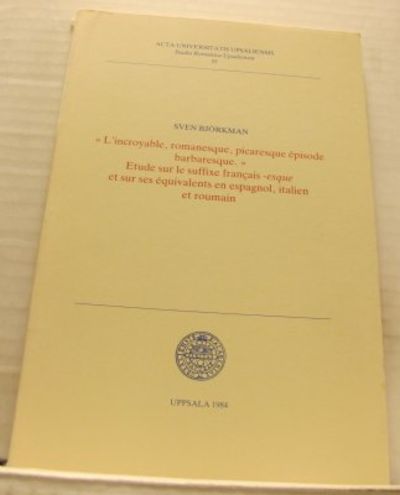 ACTA UNIVERSITATIS UPSALIENSIS
Studia Romanica Upsaliensia
SVEN BJÖRKMAN
« L'incroyable, romanesque, picaresque épisode
barbaresque. »
Etude sur le suffixe français -esque
et sur ses équivalents en espagnol, italien
et roumain
UPPSALA 1984